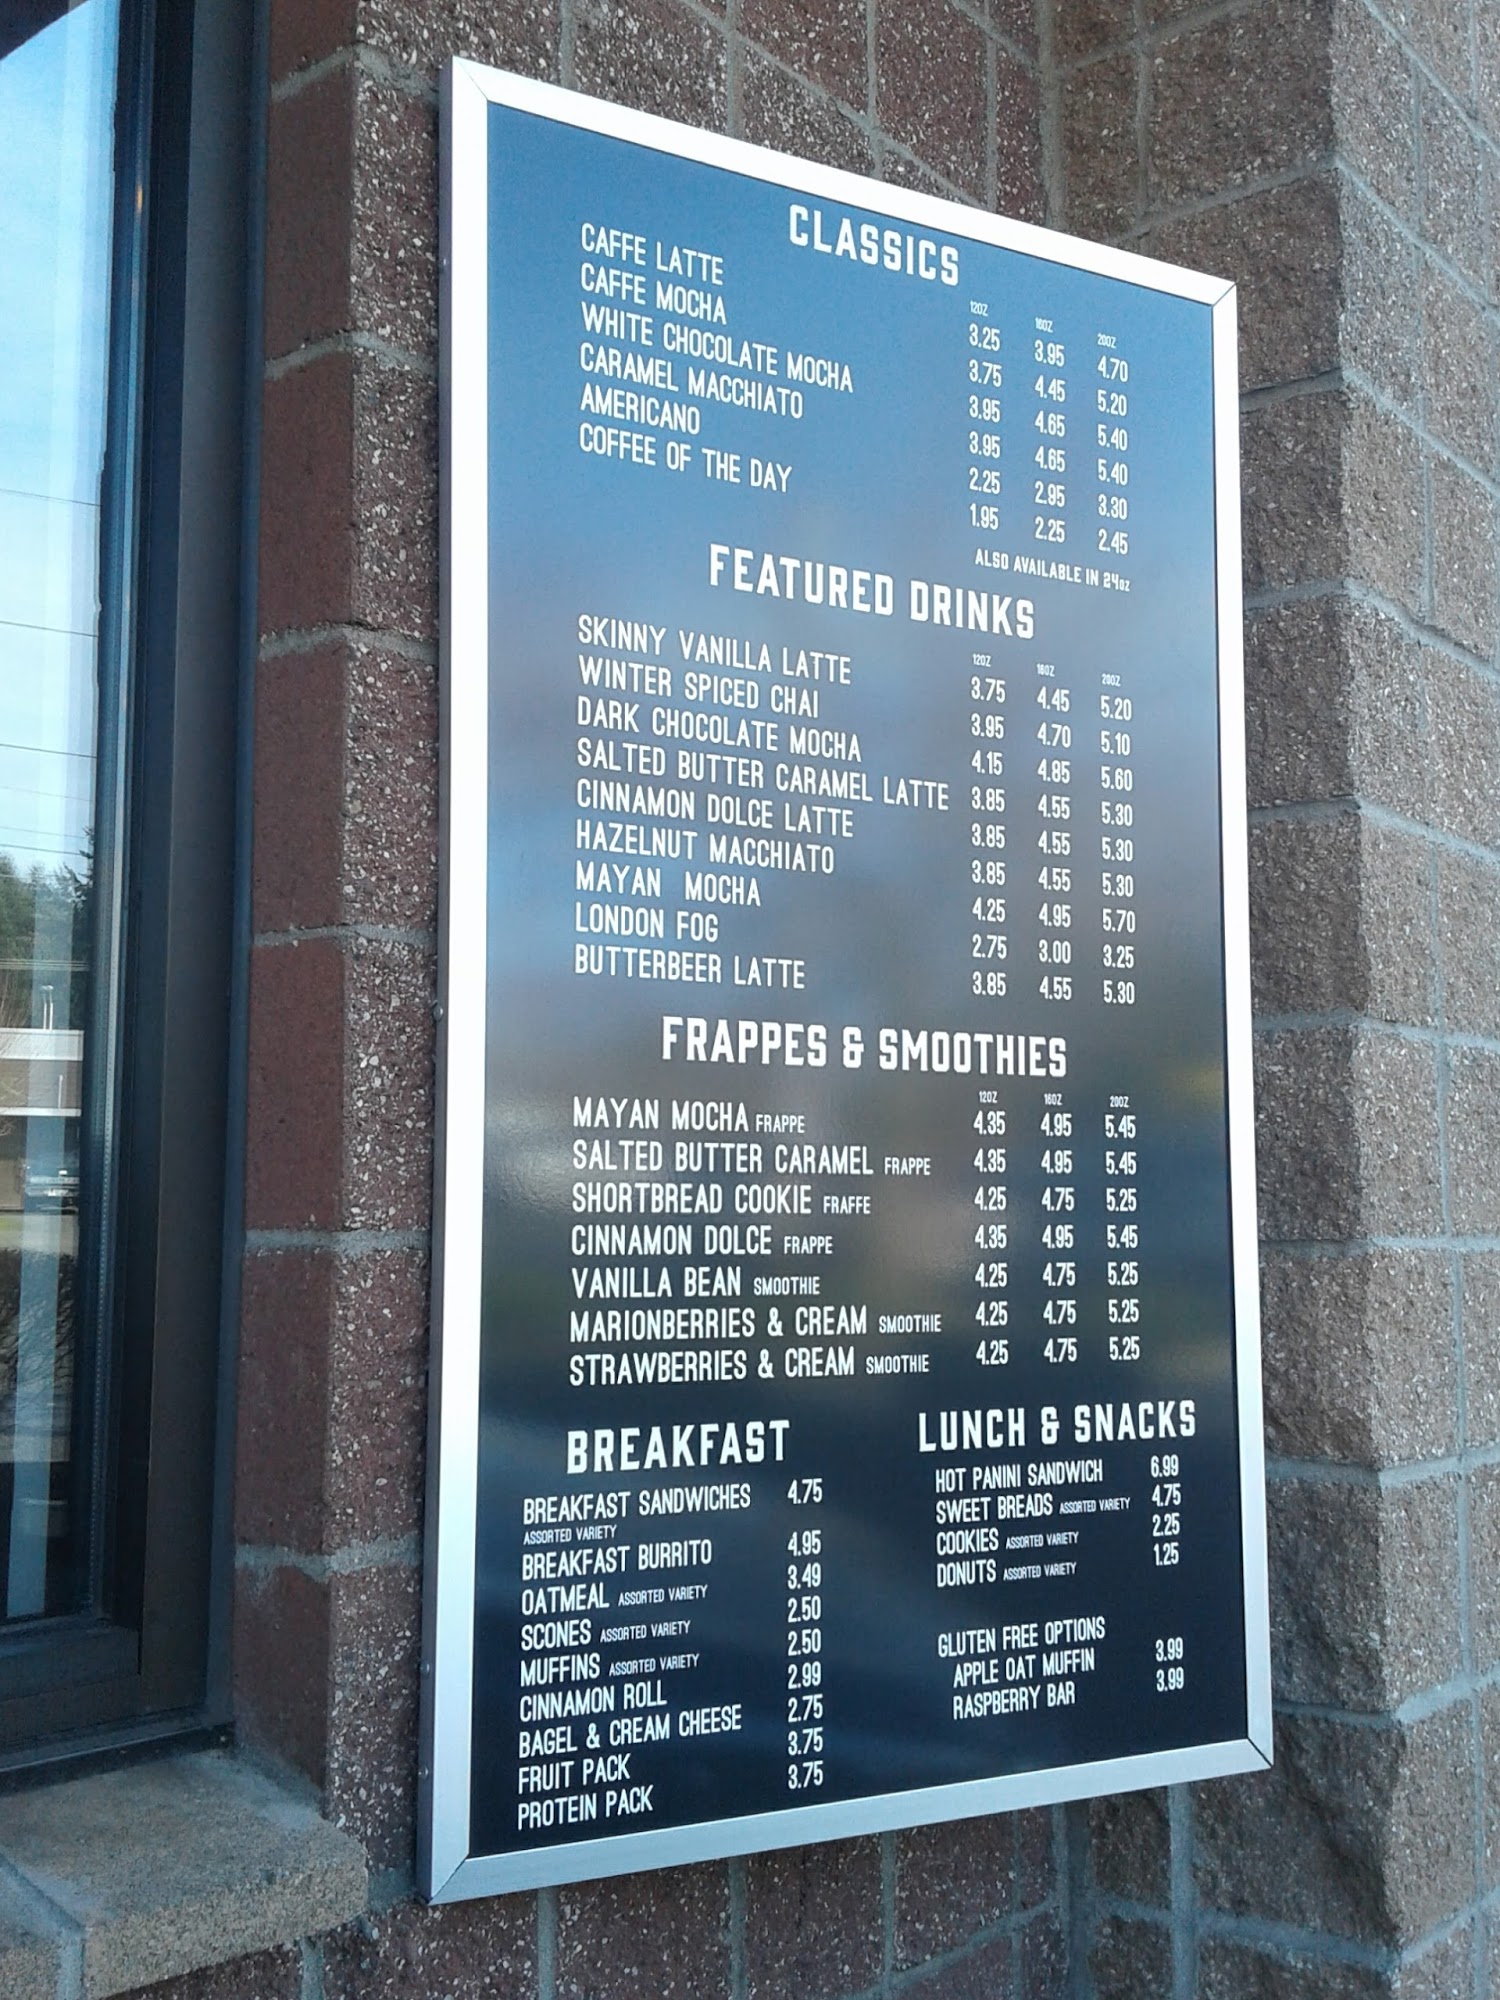 CLASSICS
12OZ 16OZ 20OZ
CAFFE LATTE 3.25 3.95 4.70
CAFFE MOCHA 3.75 4.45 5.20
WHITE CHOCOLATE MOCHA 3.95 4.65 5.40
CARAMEL MACCHIATO 3.95 4.65 5.40
AMERICANO 2.25 2.95 3.30
COFFEE OF THE DAY 1.95 2.25 2.45
ALSO AVAILABLE IN 24OZ
FEATURED DRINKS
12OZ 16OZ 20OZ
SKINNY VANILLA LATTE 3.75 4.45 5.20
WINTER SPICED CHAI 3.95 4.70 5.10
DARK CHOCOLATE MOCHA 4.15 4.85 5.60
SALTED BUTTER CARAMEL LATTE 3.85 4.55 5.30
CINNAMON DOLCE LATTE 3.85 4.55 5.30
HAZELNUT MACCHIATO 3.85 4.55 5.30
MAYAN MOCHA 4.25 4.95 5.70
LONDON FOG 2.75 3.00 3.25
BUTTERBEER LATTE 3.85 4.55 5.30
FRAPPES & SMOOTHIES
12OZ 16OZ 20OZ
MAYAN MOCHA FRAPPE 4.35 4.95 5.45
SALTED BUTTER CARAMEL FRAPPE 4.35 4.95 5.45
SHORTBREAD COOKIE FRAFFE 4.25 4.75 5.25
CINNAMON DOLCE FRAPPE 4.35 4.95 5.45
VANILLA BEAN SMOOTHIE 4.25 4.75 5.25
MARIONBERRIES & CREAM SMOOTHIE 4.25 4.75 5.25
STRAWBERRIES & CREAM SMOOTHIE 4.25 4.75 5.25
BREAKFAST
BREAKFAST SANDWICHES 4.75
ASSORTED VARIETY
BREAKFAST BURRITO 4.95
OATMEAL ASSORTED VARIETY 3.49
SCONES ASSORTED VARIETY 2.50
MUFFINS ASSORTED VARIETY 2.50
CINNAMON ROLL 2.99
BAGEL & CREAM CHEESE 2.75
FRUIT PACK 3.75
PROTEIN PACK 3.75
LUNCH & SNACKS
HOT PANINI SANDWICH 6.99
SWEET BREADS ASSORTED VARIETY 4.75
COOKIES ASSORTED VARIETY 2.25
DONUTS ASSORTED VARIETY 1.25
GLUTEN FREE OPTIONS
APPLE OAT MUFFIN 3.99
RASPBERRY BAR 3.99